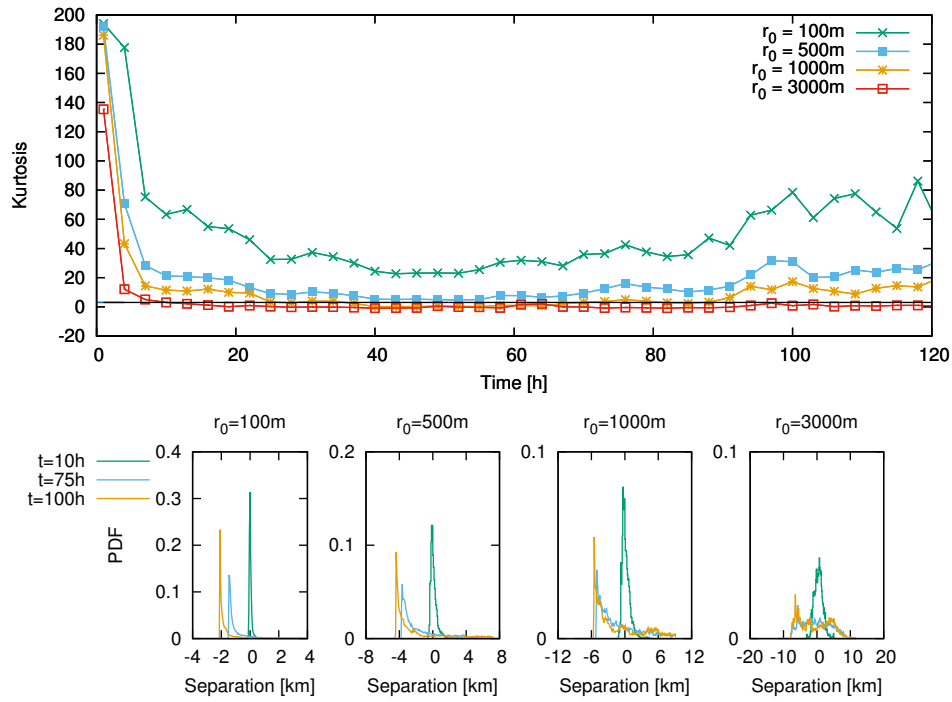 200
180
160
140
120
100
80
60
40
20
0
-20
Kurtosis
r0 = 100m
r0 = 500m
r0 = 1000m
r0 = 3000m
0 20 40 60 80 100 120
Time [h]
r0=100m r0=500m r0=1000m r0=3000m
t=10h
t=75h
t=100h
PDF
0.4
0.3
0.2
0.1
0
-4 -2 0 2 4
Separation [km]
0.2
0.1
0
-8 -4 0 4 8
Separation [km]
0.1
0
-12 -6 0 6 12
Separation [km]
0.1
0
-20 -10 0 10 20
Separation [km]